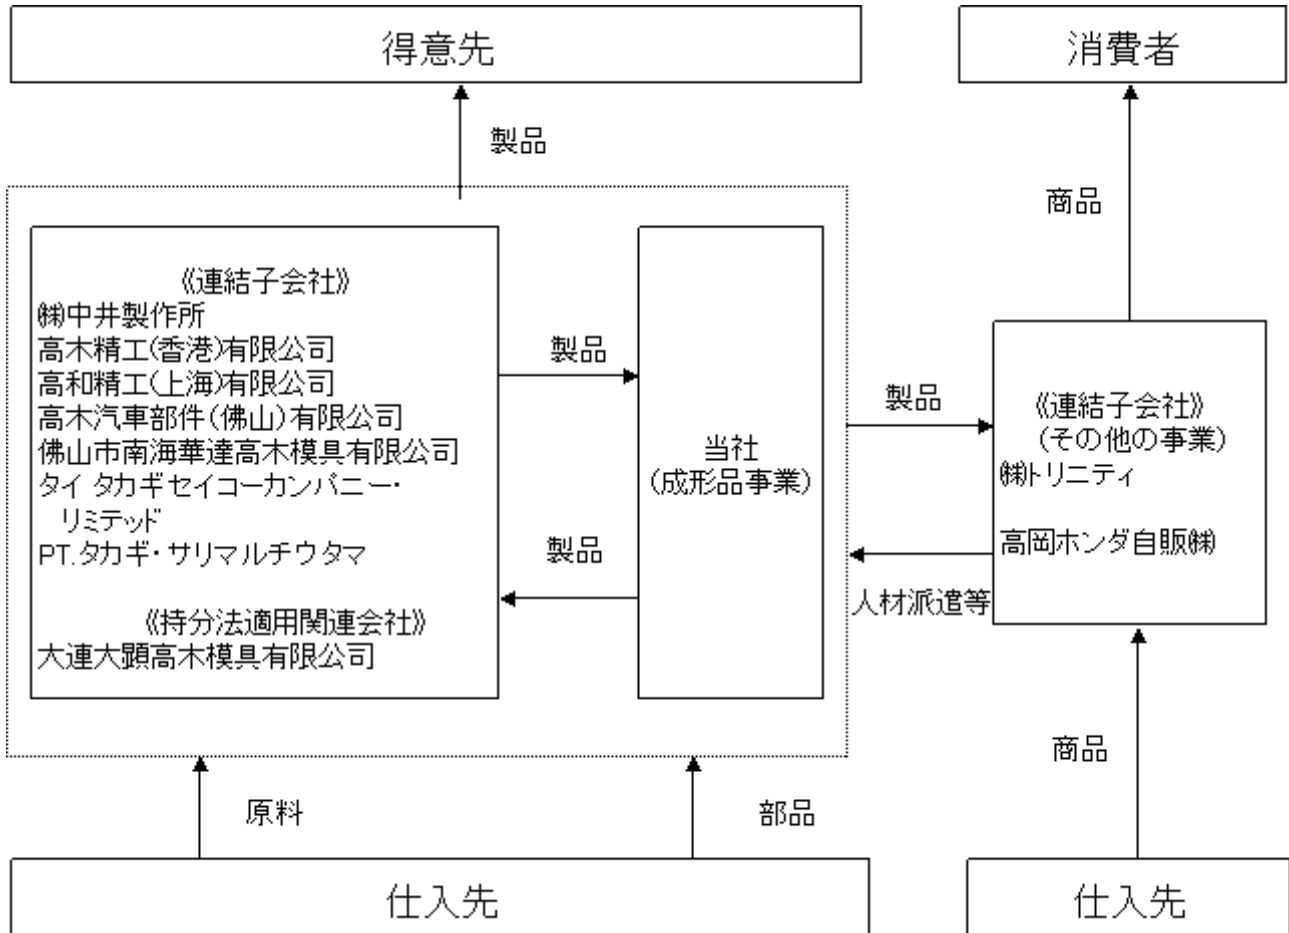 得意先
消費者
製品
商品
《連結子会社》
㈱中井製作所
高木精工(香港)有限公司
高和精工(上海)有限公司
高木汽車部件(佛山)有限公司
佛山市南海華達高木模具有限公司
タイ タカギセイコーカンパニー・
リミテッド
PT.タカギ・サリマルチウタマ
《持分法適用関連会社》
大連大顕高木模具有限公司
製品
製品
当社
(成形品事業)
製品
人材派遣等
《連結子会社》
(その他の事業)
㈱トリニティ
高岡ホンダ自販㈱
原料
部品
商品
仕入先
仕入先